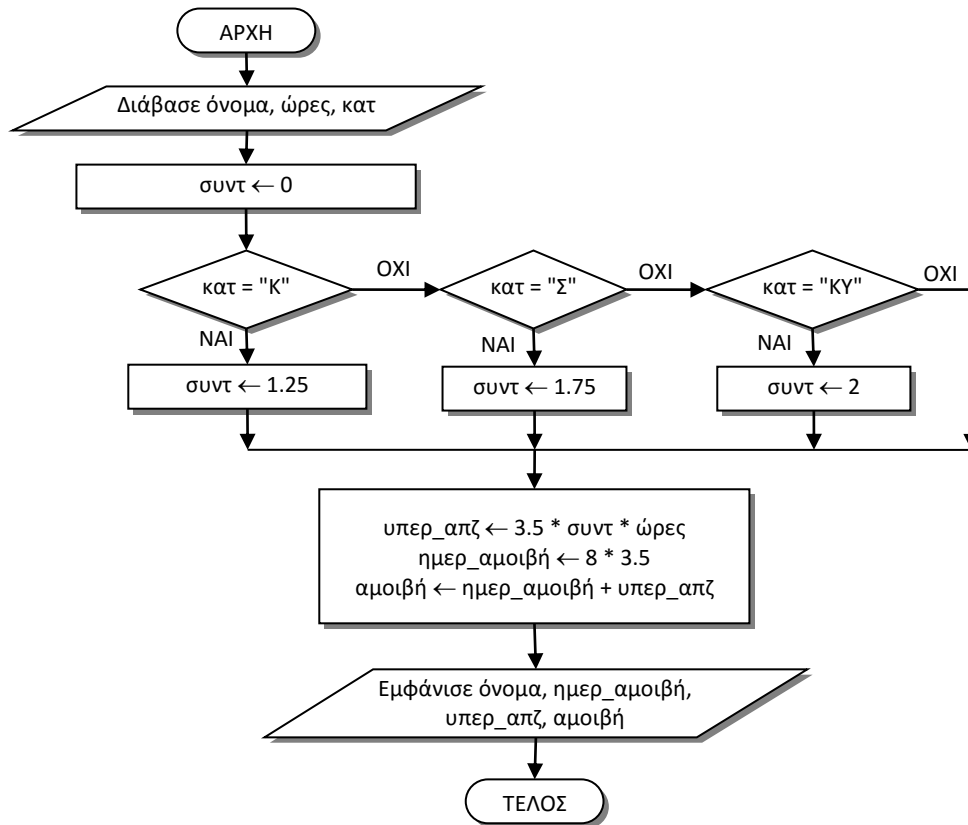 ΑΡΧΗ
Διάβασε όνομα, ώρες, κατ
συντ ← 0
κατ = "Κ"
ΟΧΙ
κατ = "Σ"
ΟΧΙ
κατ = "ΚΥ"
ΟΧΙ
ΝΑΙ
ΝΑΙ
ΝΑΙ
συντ ← 1.25
συντ ← 1.75
συντ ← 2
υπερ_απζ ← 3.5 * συντ * ώρες
ημερ_αμοιβή ← 8 * 3.5
αμοιβή ← ημερ_αμοιβή + υπερ_απζ
Εμφάνισε όνομα, ημερ_αμοιβή,
υπερ_απζ, αμοιβή
ΤΕΛΟΣ